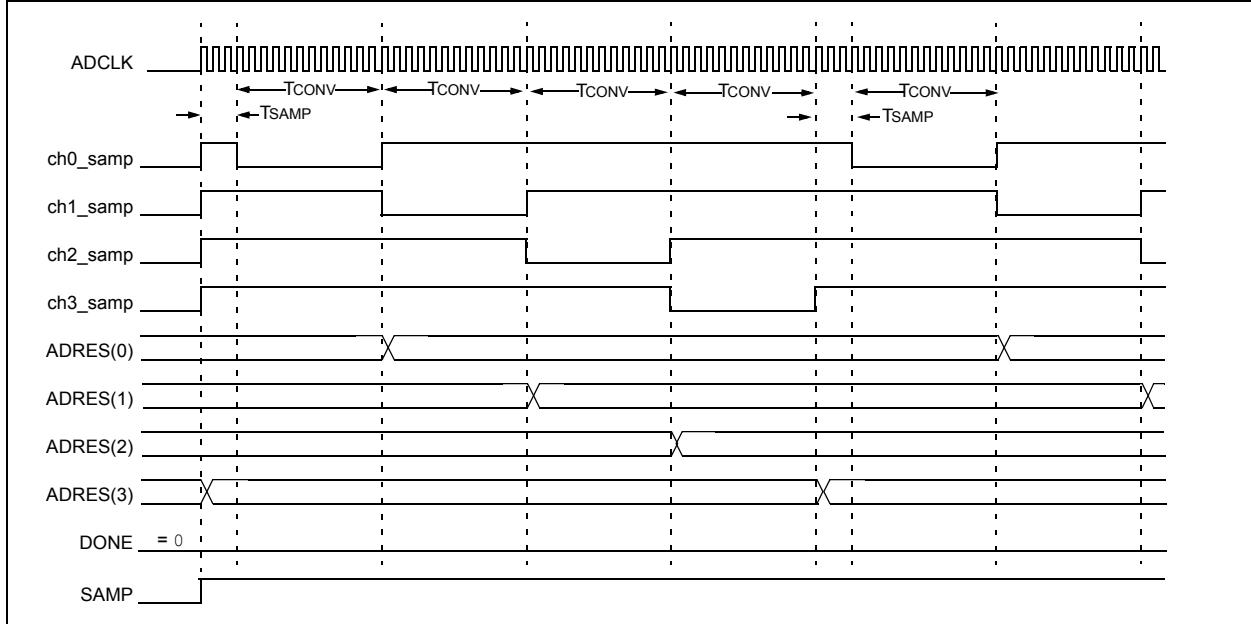 ADCLK
TCONV TCONV TCONV TCONV TCONV
TSAMP TSAMP
ch0_samp
ch1_samp
ch2_samp
ch3_samp
ADRES(0)
ADRES(1)
ADRES(2)
ADRES(3)
DONE = 0
SAMP